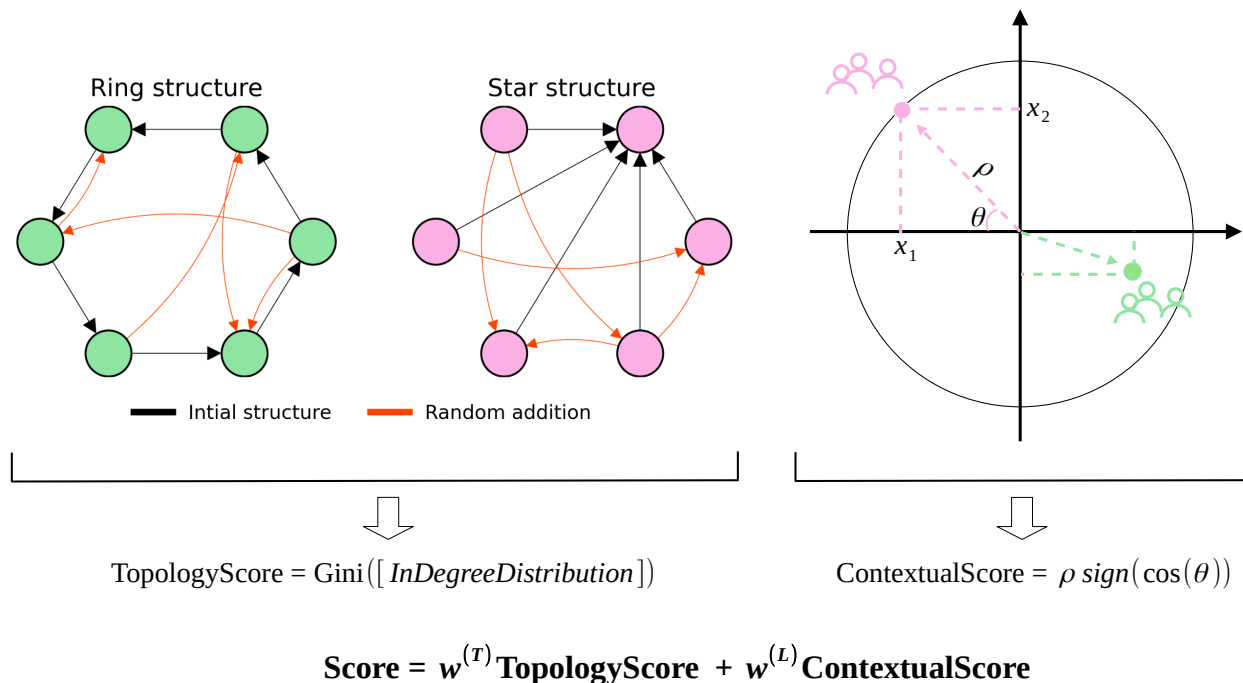 Ring structure
Star structure
x₂
ρ
θ
x₁
Intial structure
Random addition
TopologyScore = Gini([InDegreeDistribution])
ContextualScore = ρ sign(cos(θ))
Score = w⁽ᵀ⁾ TopologyScore + w⁽ᴸ⁾ ContextualScore